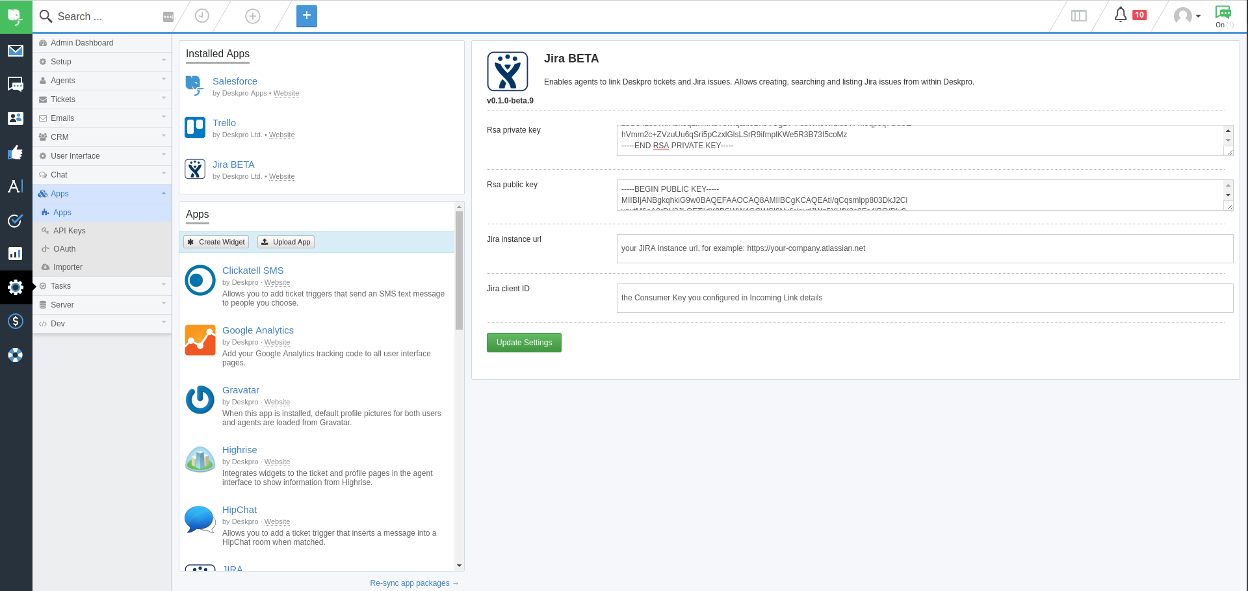 Search ...
10
On (1)
Admin Dashboard
Setup
Agents
Tickets
Emails
CRM
User Interface
Chat
Apps
Apps
API Keys
OAuth
Importer
Tasks
Server
Dev
Installed Apps
Salesforce
by Deskpro Apps • Website
Trello
by Deskpro Ltd. • Website
Jira BETA
by Deskpro Ltd. • Website
Apps
Create Widget
Upload App
Clickatell SMS
by Deskpro · Website
Allows you to add ticket triggers that send an SMS text message
to people you choose.
Google Analytics
by Deskpro · Website
Add your Google Analytics tracking code to all user interface
pages.
Gravatar
by Deskpro · Website
When this app is installed, default profile pictures for both users
and agents are loaded from Gravatar.
Highrise
by Deskpro · Website
Integrates widgets to the ticket and profile pages in the agent
interface to show information from Highrise.
HipChat
by Deskpro · Website
Allows you to add a ticket trigger that inserts a message into a
HipChat room when matched.
JIRA
Re-sync app packages →
Jira BETA
Enables agents to link Deskpro tickets and Jira issues. Allows creating, searching and listing Jira issues from within Deskpro.
v0.1.0-beta.9
Rsa private key
-----END RSA PRIVATE KEY-----
Rsa public key
-----BEGIN PUBLIC KEY-----
Jira instance url
your JIRA instance url, for example: https://your-company.atlassian.net
Jira client ID
the Consumer Key you configured in Incoming Link details
Update Settings